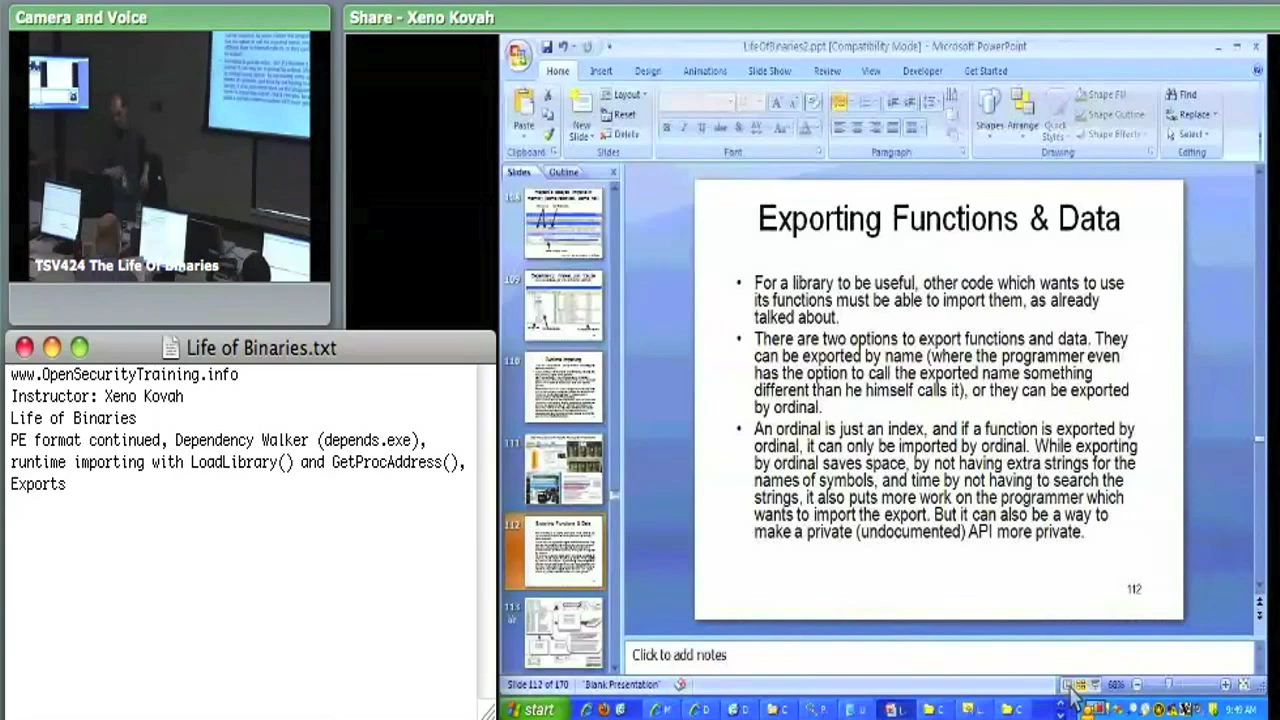 Camera and Voice
TSV424 The Life Of Binaries
Life of Binaries.txt
www.OpenSecurityTraining.info
Instructor: Xeno Kovah
Life of Binaries
PE format continued, Dependency Walker (depends.exe),
runtime importing with LoadLibrary() and GetProcAddress(),
Exports
Share - Xeno Kovah
LifeOfBinaries2.ppt [Compatibility Mode] - Microsoft PowerPoint
Home Insert Design Animations Slide Show Review View Developer Get Started
Paste
New
Slide
Layout
Reset
Delete
Shapes Arrange Quick
Styles
Shape Fill
Shape Outline
Shape Effects
Find
Replace
Select
Clipboard Slides Font Paragraph Drawing Editing
Slides Outline
109
110
111
112
113
Exporting Functions & Data
• For a library to be useful, other code which wants to use
its functions must be able to import them, as already
talked about.
• There are two options to export functions and data. They
can be exported by name (where the programmer even
has the option to call the exported name something
different than he himself calls it), or they can be exported
by ordinal.
• An ordinal is just an index, and if a function is exported by
ordinal, it can only be imported by ordinal. While exporting
by ordinal saves space, by not having extra strings for the
names of symbols, and time by not having to search the
strings, it also puts more work on the programmer which
wants to import the export. But it can also be a way to
make a private (undocumented) API more private.
112
Click to add notes
Slide 112 of 170 "Blank Presentation" 68%
start 9:49 AM